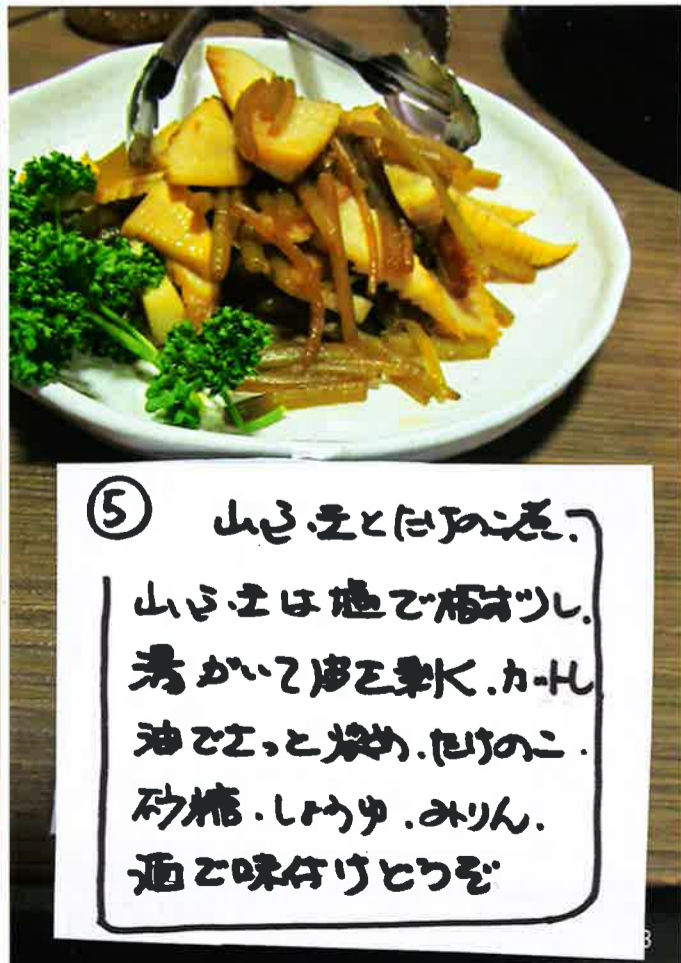 ⑤ 山ふきとたけのこ煮.
山ふきは塩で板ずりし.
湯がいて皮を剥く.カットし
油でさっと炒め.たけのこ.
砂糖.しょうゆ.みりん.
酒で味付けどうぞ
3